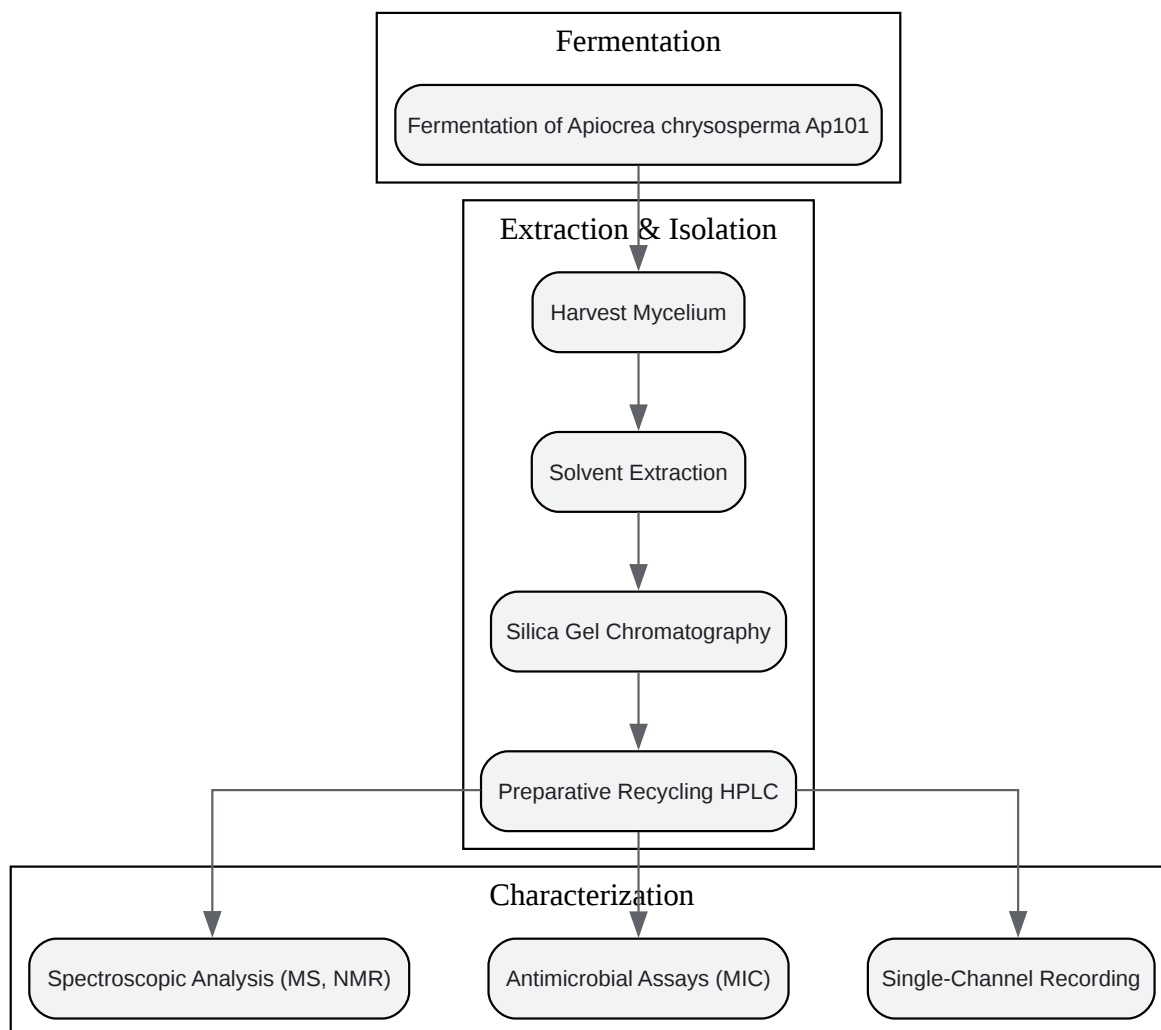 Fermentation
Fermentation of Apiocrea chrysosperma Ap101
Extraction & Isolation
Harvest Mycelium
Solvent Extraction
Silica Gel Chromatography
Preparative Recycling HPLC
Characterization
Spectroscopic Analysis (MS, NMR)
Antimicrobial Assays (MIC)
Single-Channel Recording